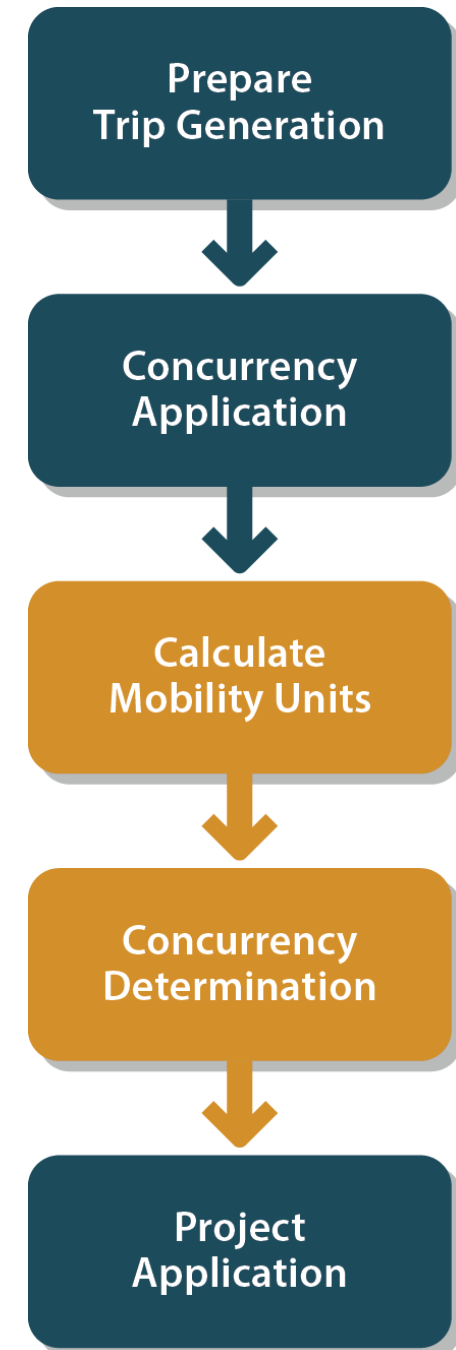 Prepare
Trip Generation
Concurrency
Application
Calculate
Mobility Units
Concurrency
Determination
Project
Application